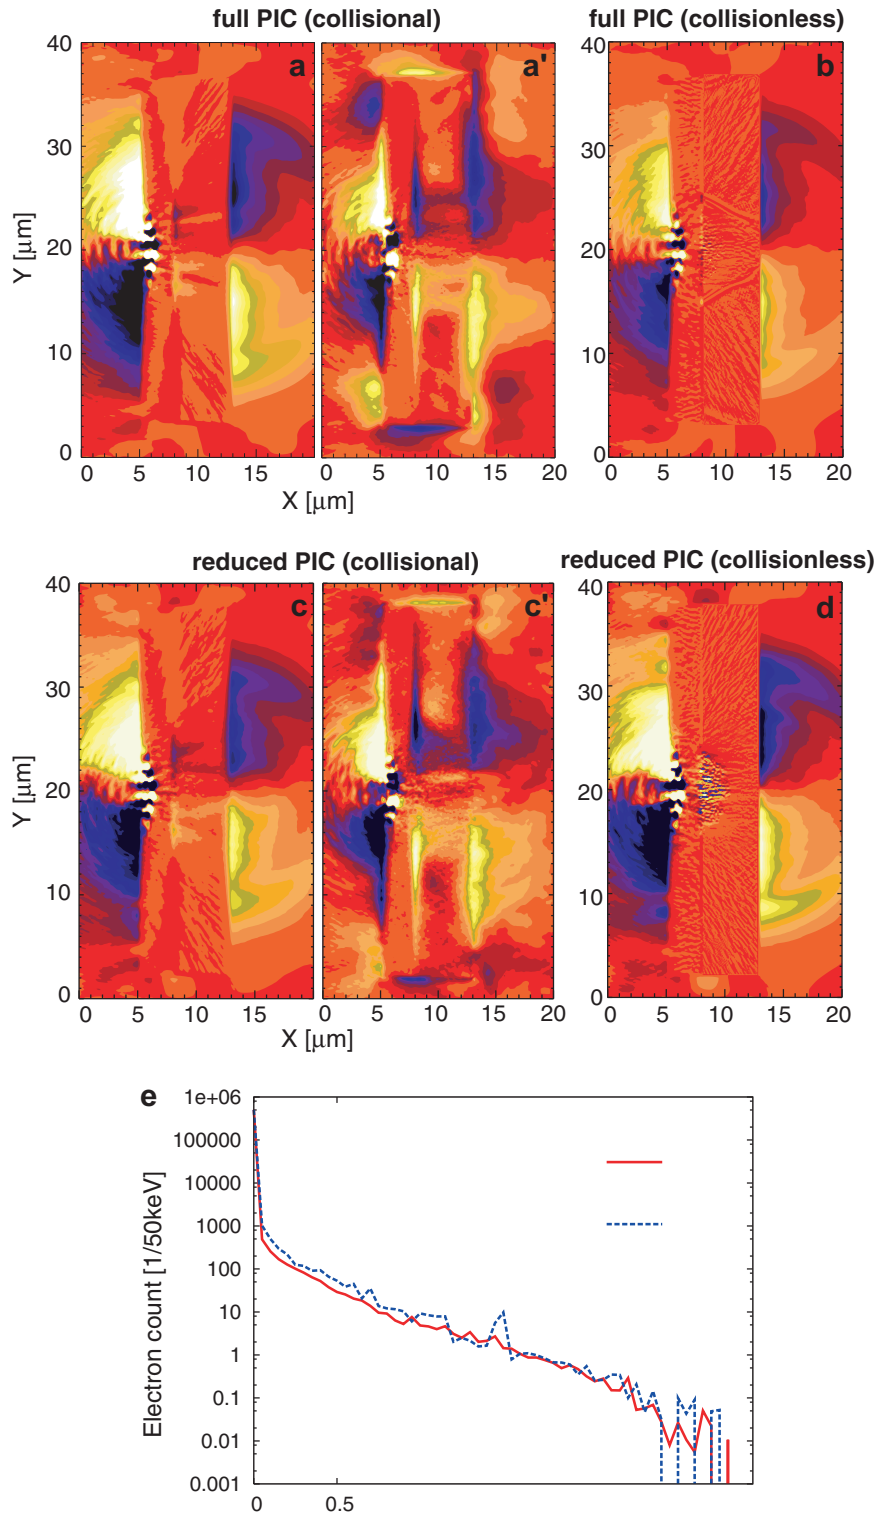 full PIC (collisional) full PIC (collisionless)
40 a a' b 40
30 30
20 20
10 10
0 0
Y [μm]
0 5 10 15 0 5 10 15 20 0 5 10 15 20
X [μm]
reduced PIC (collisional) reduced PIC (collisionless)
40 c c' d 40
30 30
20 20
10 10
0 0
Y [μm]
0 5 10 15 0 5 10 15 20 0 5 10 15 20
X [μm]
e
1e+06
100000
10000
1000
100
10
1
0.1
0.01
0.001
Electron count [1/50keV]
0 0.5